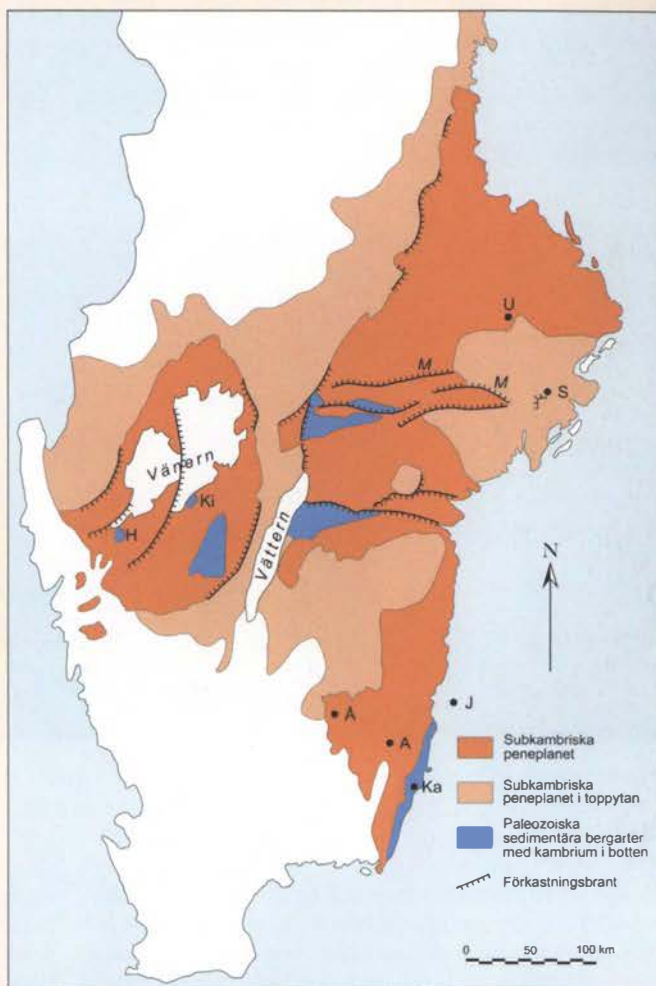 U
M
M
S
Vänern
Ki
H
Vättern
N
J
Å
A
Ka
Subkambriska
peneplanet
Subkambriska
peneplanet i toppytan
Paleozoiska
sedimentära bergarter
med kambrium i botten
Förkastningsbrant
0 50 100 km